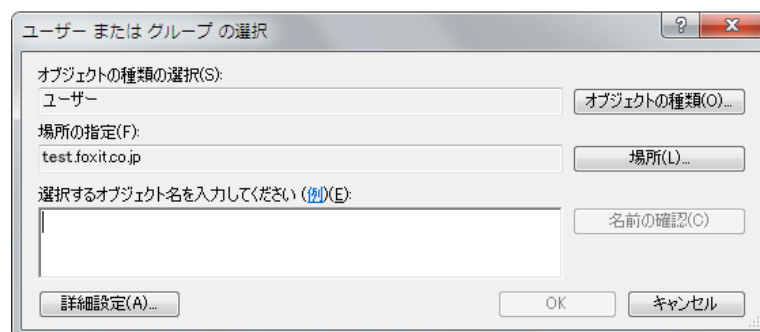 ユーザー または グループ の選択
オブジェクトの種類の選択(S):
ユーザー
オブジェクトの種類(O)...
場所の指定(F):
test.foxit.co.jp
場所(L)...
選択するオブジェクト名を入力してください (例)(E):
名前の確認(C)
詳細設定(A)...
OK
キャンセル